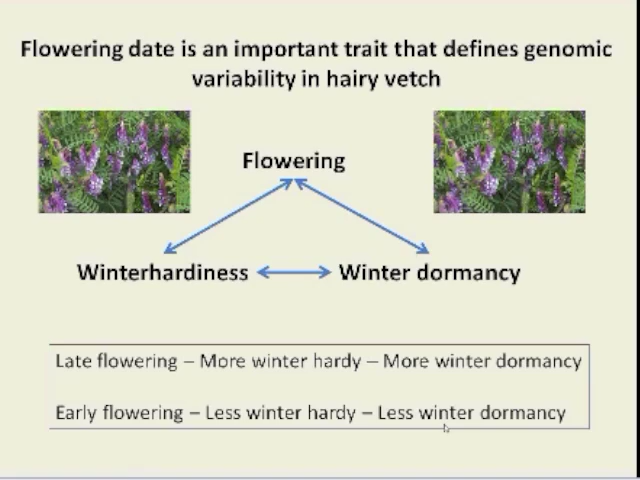 Flowering date is an important trait that defines genomic
variability in hairy vetch
Flowering
Winterhardiness
Winter dormancy
Late flowering – More winter hardy – More winter dormancy
Early flowering – Less winter hardy – Less winter dormancy